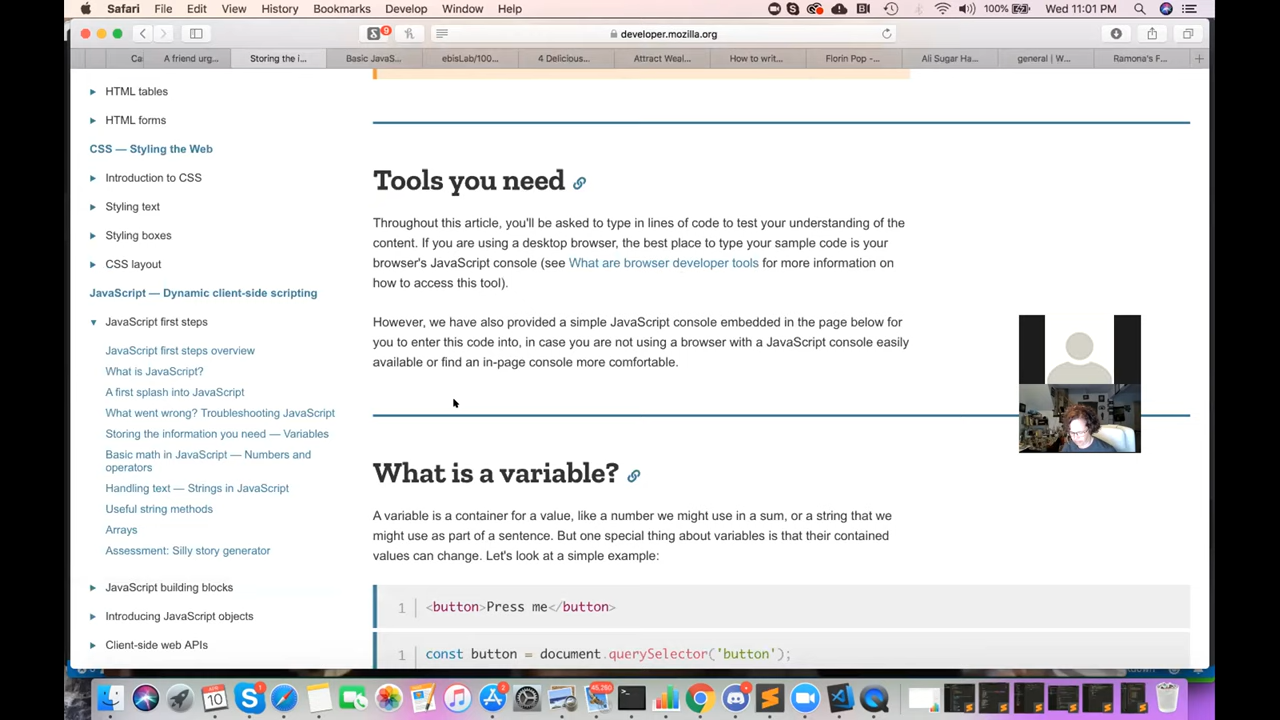 Safari File Edit View History Bookmarks Develop Window Help 100% Wed 11:01 PM
developer.mozilla.org
Ca A friend urg... Storing the i... Basic JavaS... ebisLab/100... 4 Delicious... Attract Weal... How to writ... Florin Pop -... Ali Sugar Ha... general | W... Ramona's F...
HTML tables
HTML forms
CSS — Styling the Web
Introduction to CSS
Styling text
Styling boxes
CSS layout
JavaScript — Dynamic client-side scripting
JavaScript first steps
JavaScript first steps overview
What is JavaScript?
A first splash into JavaScript
What went wrong? Troubleshooting JavaScript
Storing the information you need — Variables
Basic math in JavaScript — Numbers and
operators
Handling text — Strings in JavaScript
Useful string methods
Arrays
Assessment: Silly story generator
JavaScript building blocks
Introducing JavaScript objects
Client-side web APIs
Tools you need
Throughout this article, you'll be asked to type in lines of code to test your understanding of the
content. If you are using a desktop browser, the best place to type your sample code is your
browser's JavaScript console (see What are browser developer tools for more information on
how to access this tool).
However, we have also provided a simple JavaScript console embedded in the page below for
you to enter this code into, in case you are not using a browser with a JavaScript console easily
available or find an in-page console more comfortable.
What is a variable?
A variable is a container for a value, like a number we might use in a sum, or a string that we
might use as part of a sentence. But one special thing about variables is that their contained
values can change. Let's look at a simple example:
1 <button>Press me</button>
1 const button = document.querySelector('button');